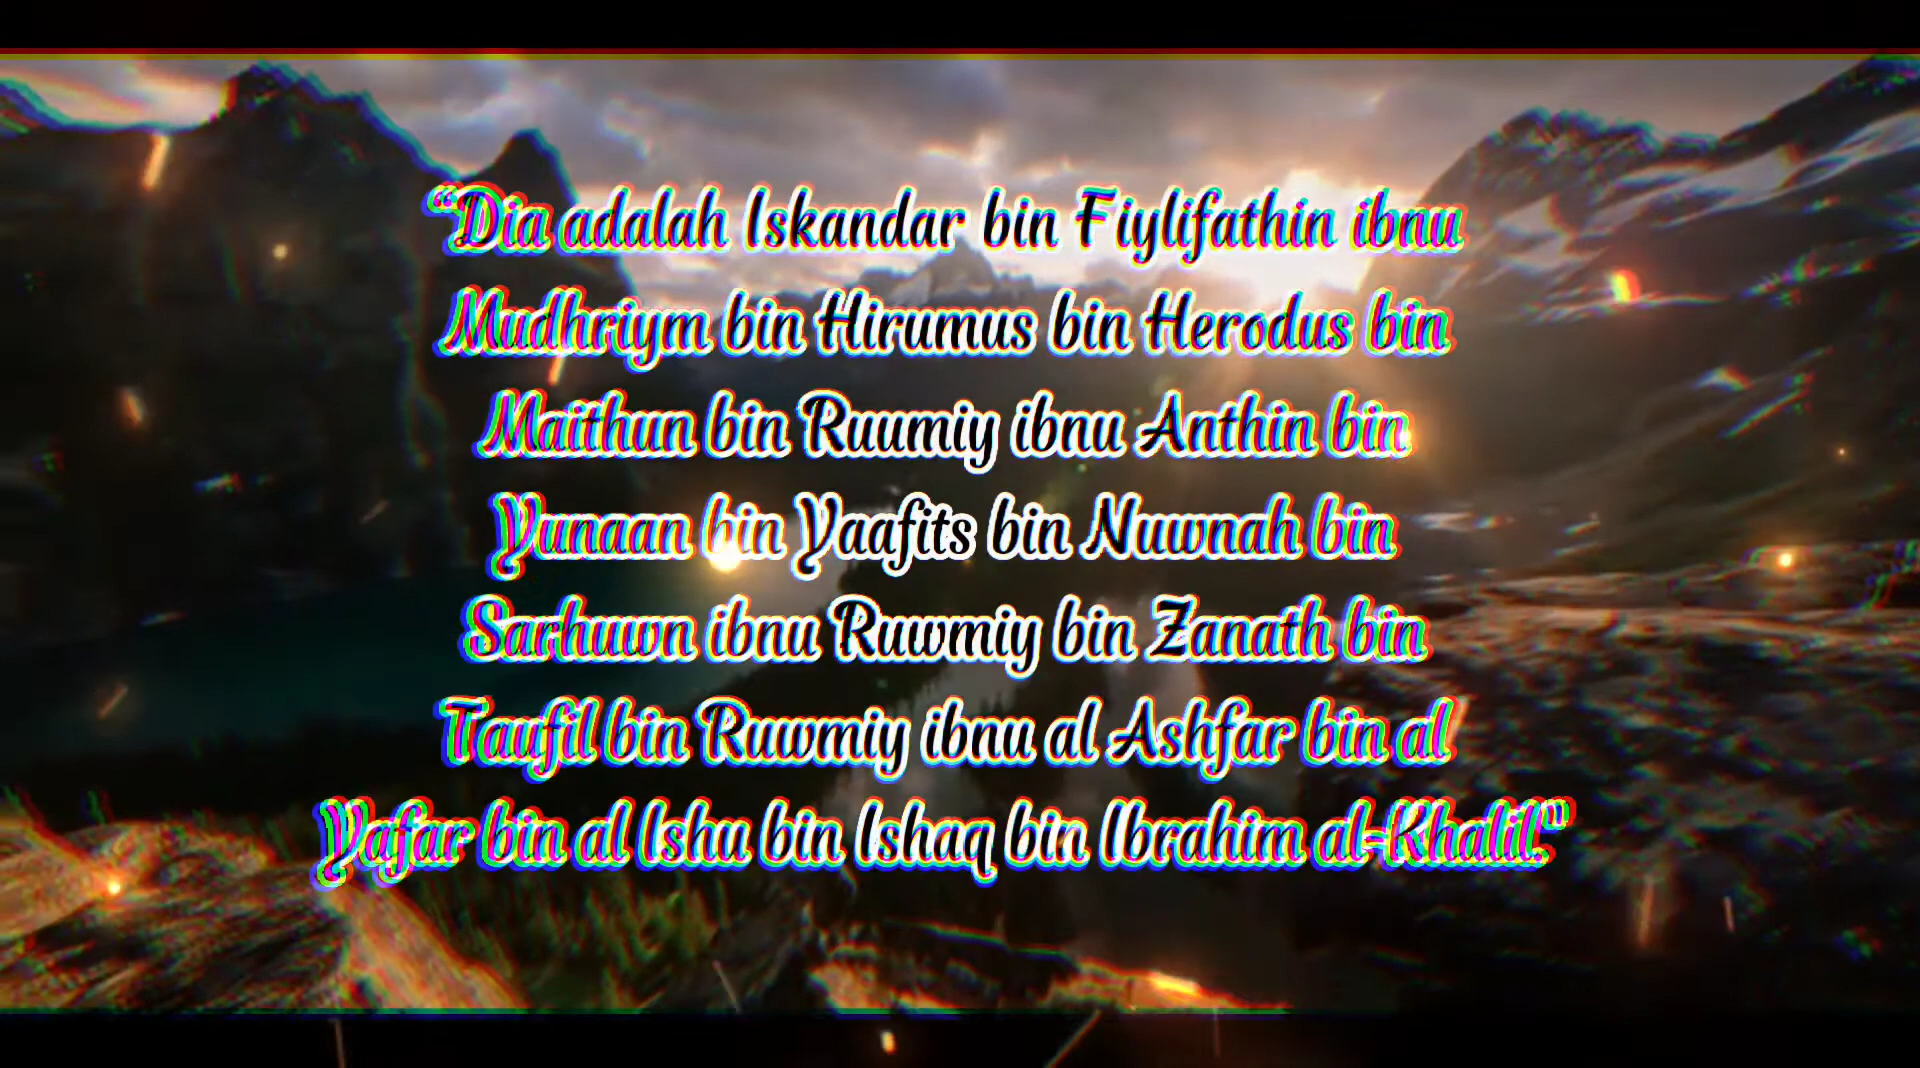 “Dia adalah Iskandar bin Fiylifathin ibnu
Mudhriym bin Hirumus bin Herodus bin
Maithun bin Ruumiy ibnu Anthin bin
Yunaan bin Yaafits bin Nuwnah bin
Sarhuwn ibnu Ruwmiy bin Zanath bin
Taufil bin Ruwmiy ibnu al Ashfar bin al
Yafar bin al Ishu bin Ishaq bin Ibrahim al-Khalil."